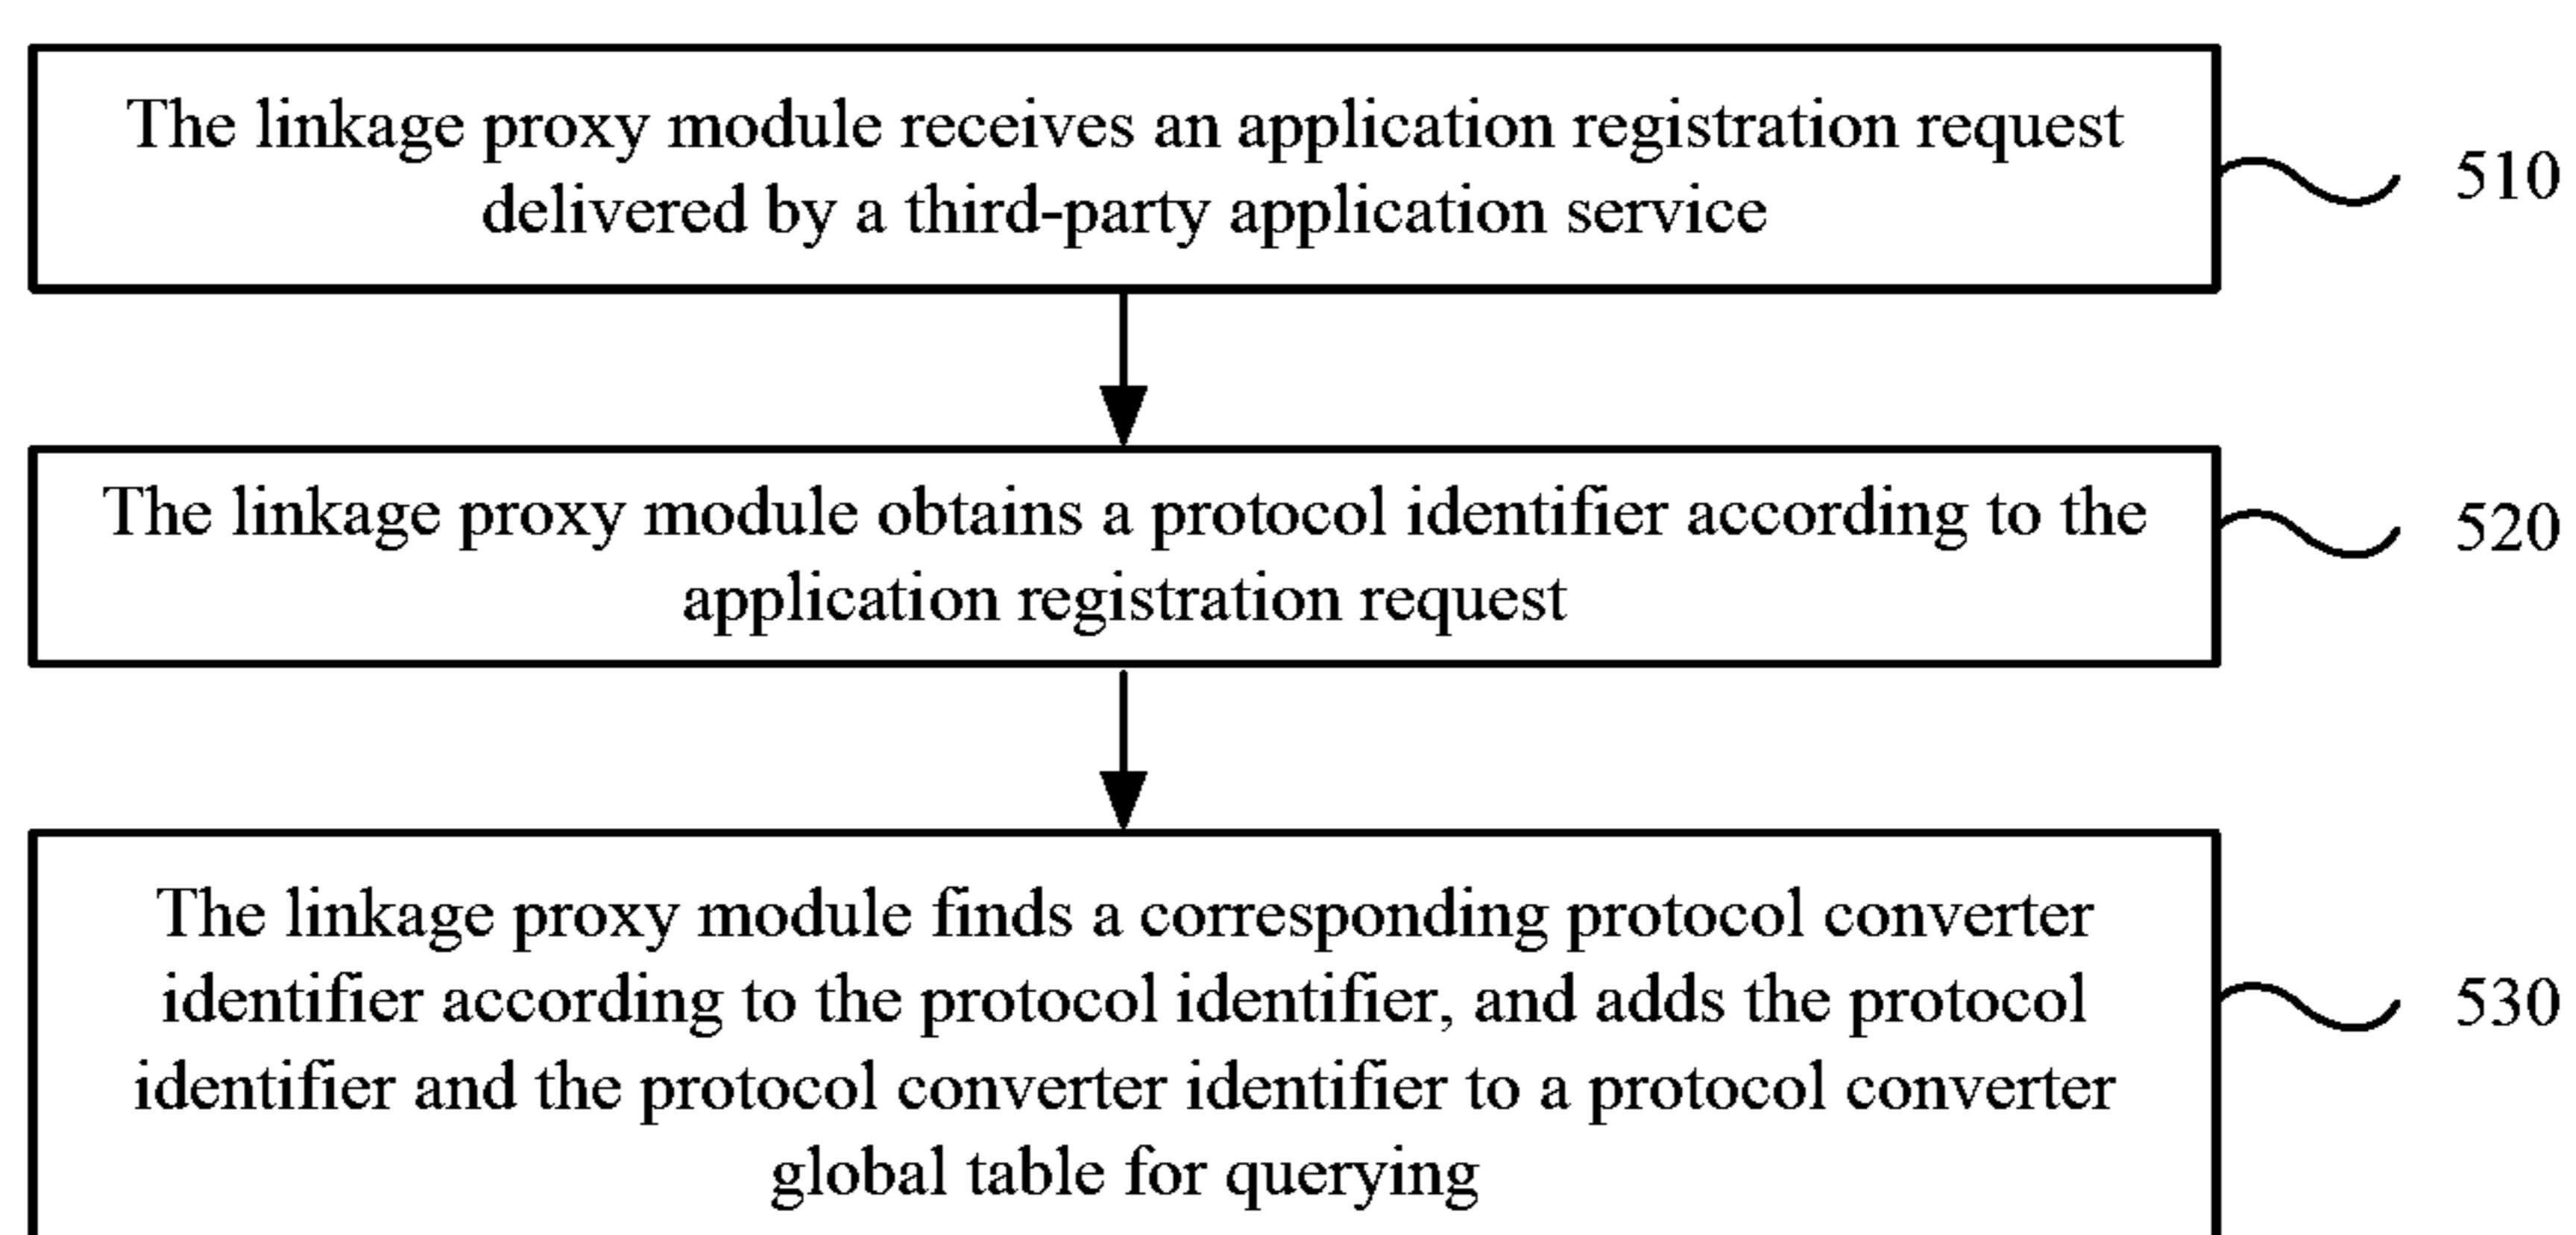 The linkage proxy module receives an application registration request
delivered by a third-party application service
510
The linkage proxy module obtains a protocol identifier according to the
application registration request
520
The linkage proxy module finds a corresponding protocol converter
identifier according to the protocol identifier, and adds the protocol
identifier and the protocol converter identifier to a protocol converter
global table for querying
530